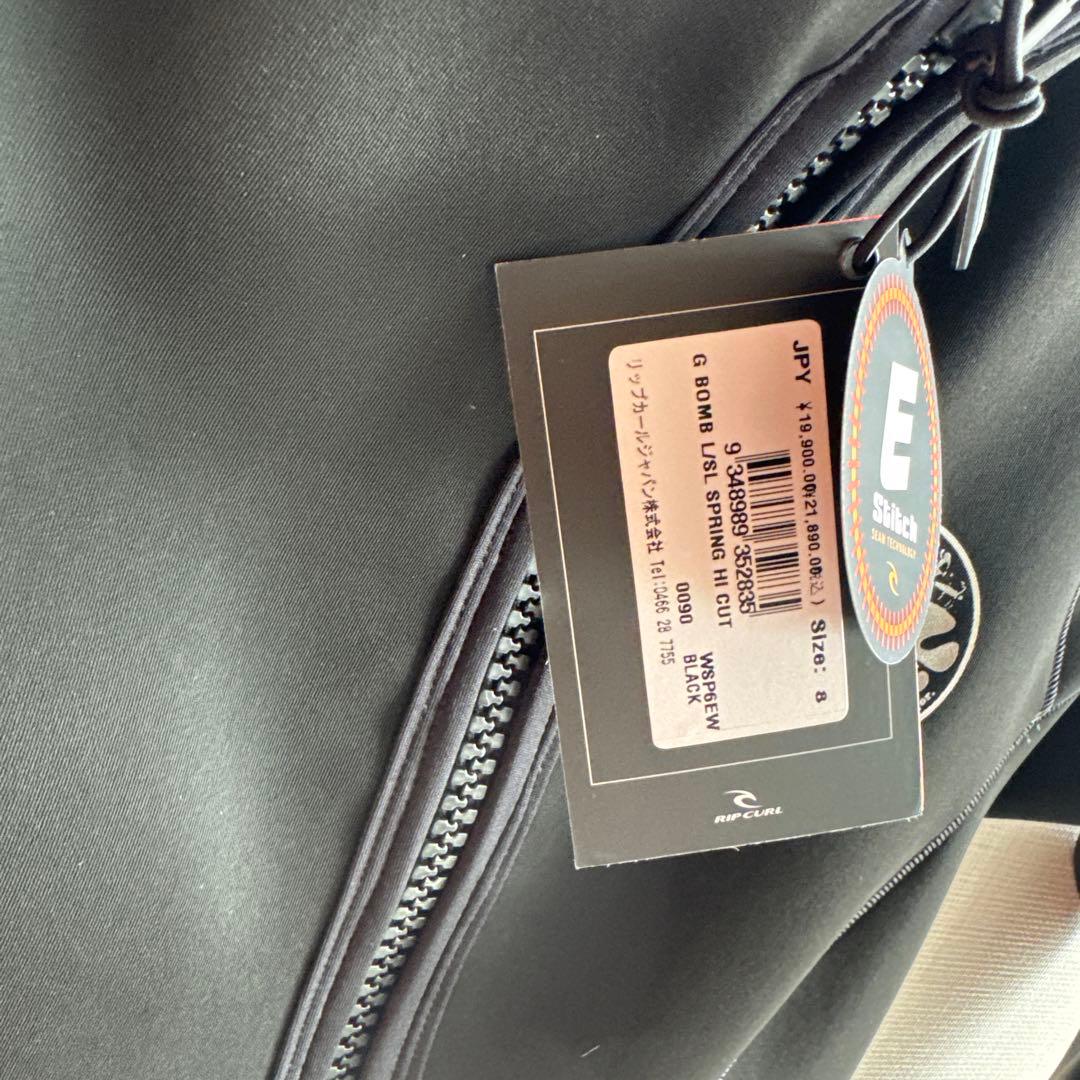 JPY ¥19,900.00(¥21,890.00税込) Size: 8
9 348989 352835
G BOMB L/SL SPRING HI CUT
WSP6EW
0090 BLACK
リップカールジャパン株式会社 Tel:0466 28 7755
RIP CURL
E
Stitch
SEAM TECHNOLOGY